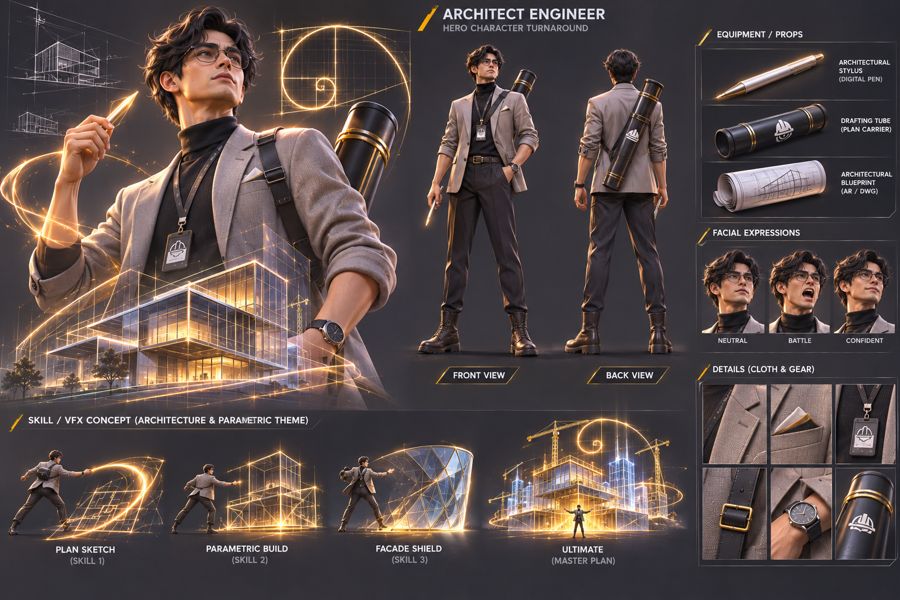 ARCHITECT ENGINEER
HERO CHARACTER TURNAROUND
FRONT VIEW
BACK VIEW
EQUIPMENT / PROPS
ARCHITECTURAL
STYLUS
(DIGITAL PEN)
DRAFTING TUBE
(PLAN CARRIER)
ARCHITECTURAL
BLUEPRINT
(AR / DWG)
FACIAL EXPRESSIONS
NEUTRAL
BATTLE
CONFIDENT
DETAILS (CLOTH & GEAR)
SKILL / VFX CONCEPT (ARCHITECTURE & PARAMETRIC THEME)
PLAN SKETCH
(SKILL 1)
PARAMETRIC BUILD
(SKILL 2)
FACADE SHIELD
(SKILL 3)
ULTIMATE
(MASTER PLAN)